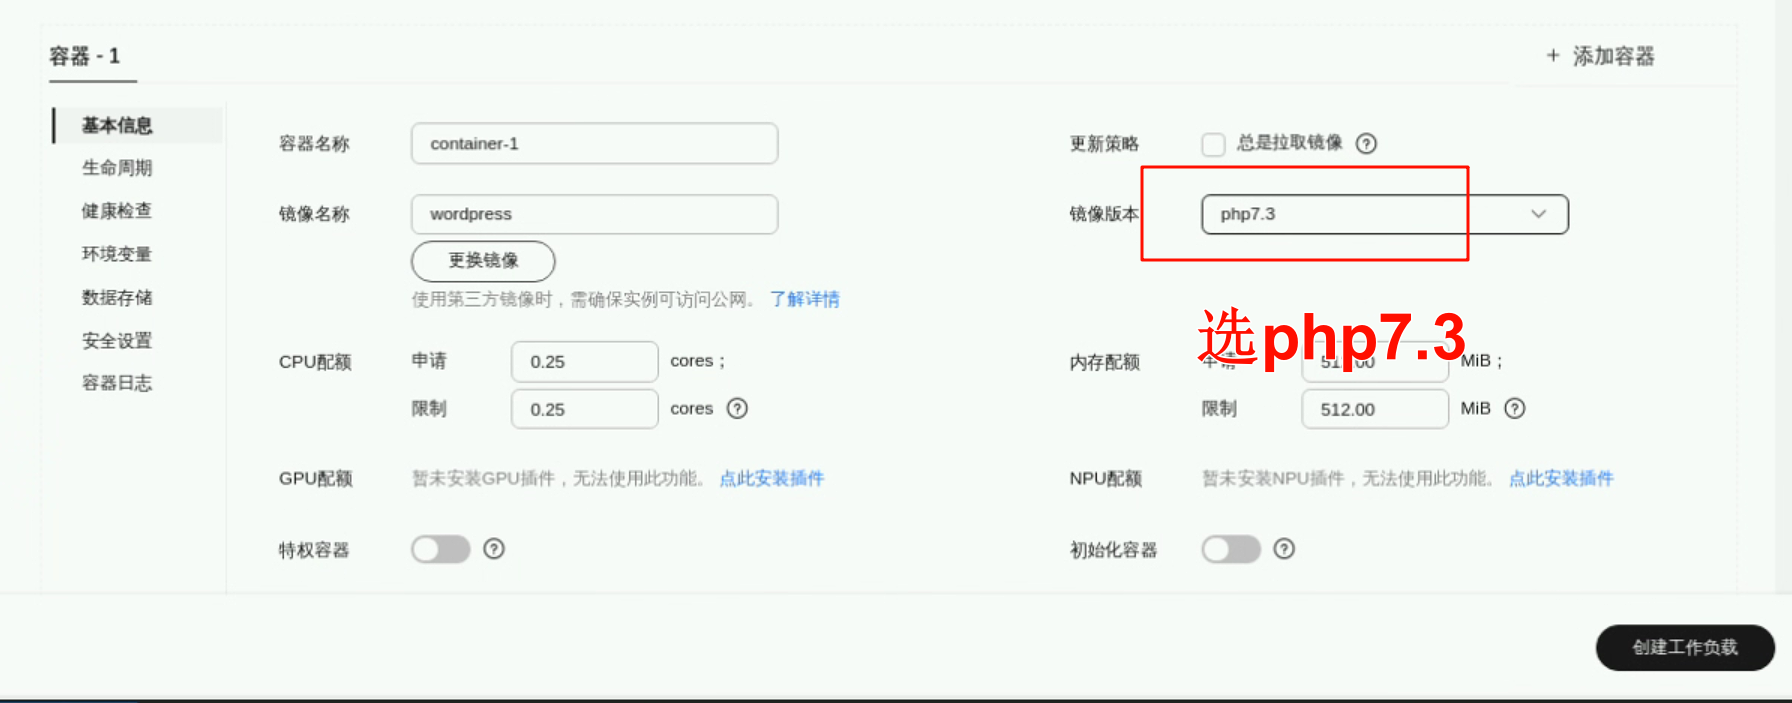 容器 - 1
+ 添加容器
基本信息
生命周期
健康检查
环境变量
数据存储
安全设置
容器日志
容器名称 container-1
更新策略 总是拉取镜像 ?
镜像名称 wordpress
镜像版本 php7.3
更换镜像
使用第三方镜像时，需确保实例可访问公网。 了解详情
选php7.3
CPU配额 申请 0.25 cores；
内存配额 申请 512.00 MiB；
限制 0.25 cores ?
限制 512.00 MiB ?
GPU配额 暂未安装GPU插件，无法使用此功能。 点此安装插件
NPU配额 暂未安装NPU插件，无法使用此功能。 点此安装插件
特权容器 ?
初始化容器 ?
创建工作负载